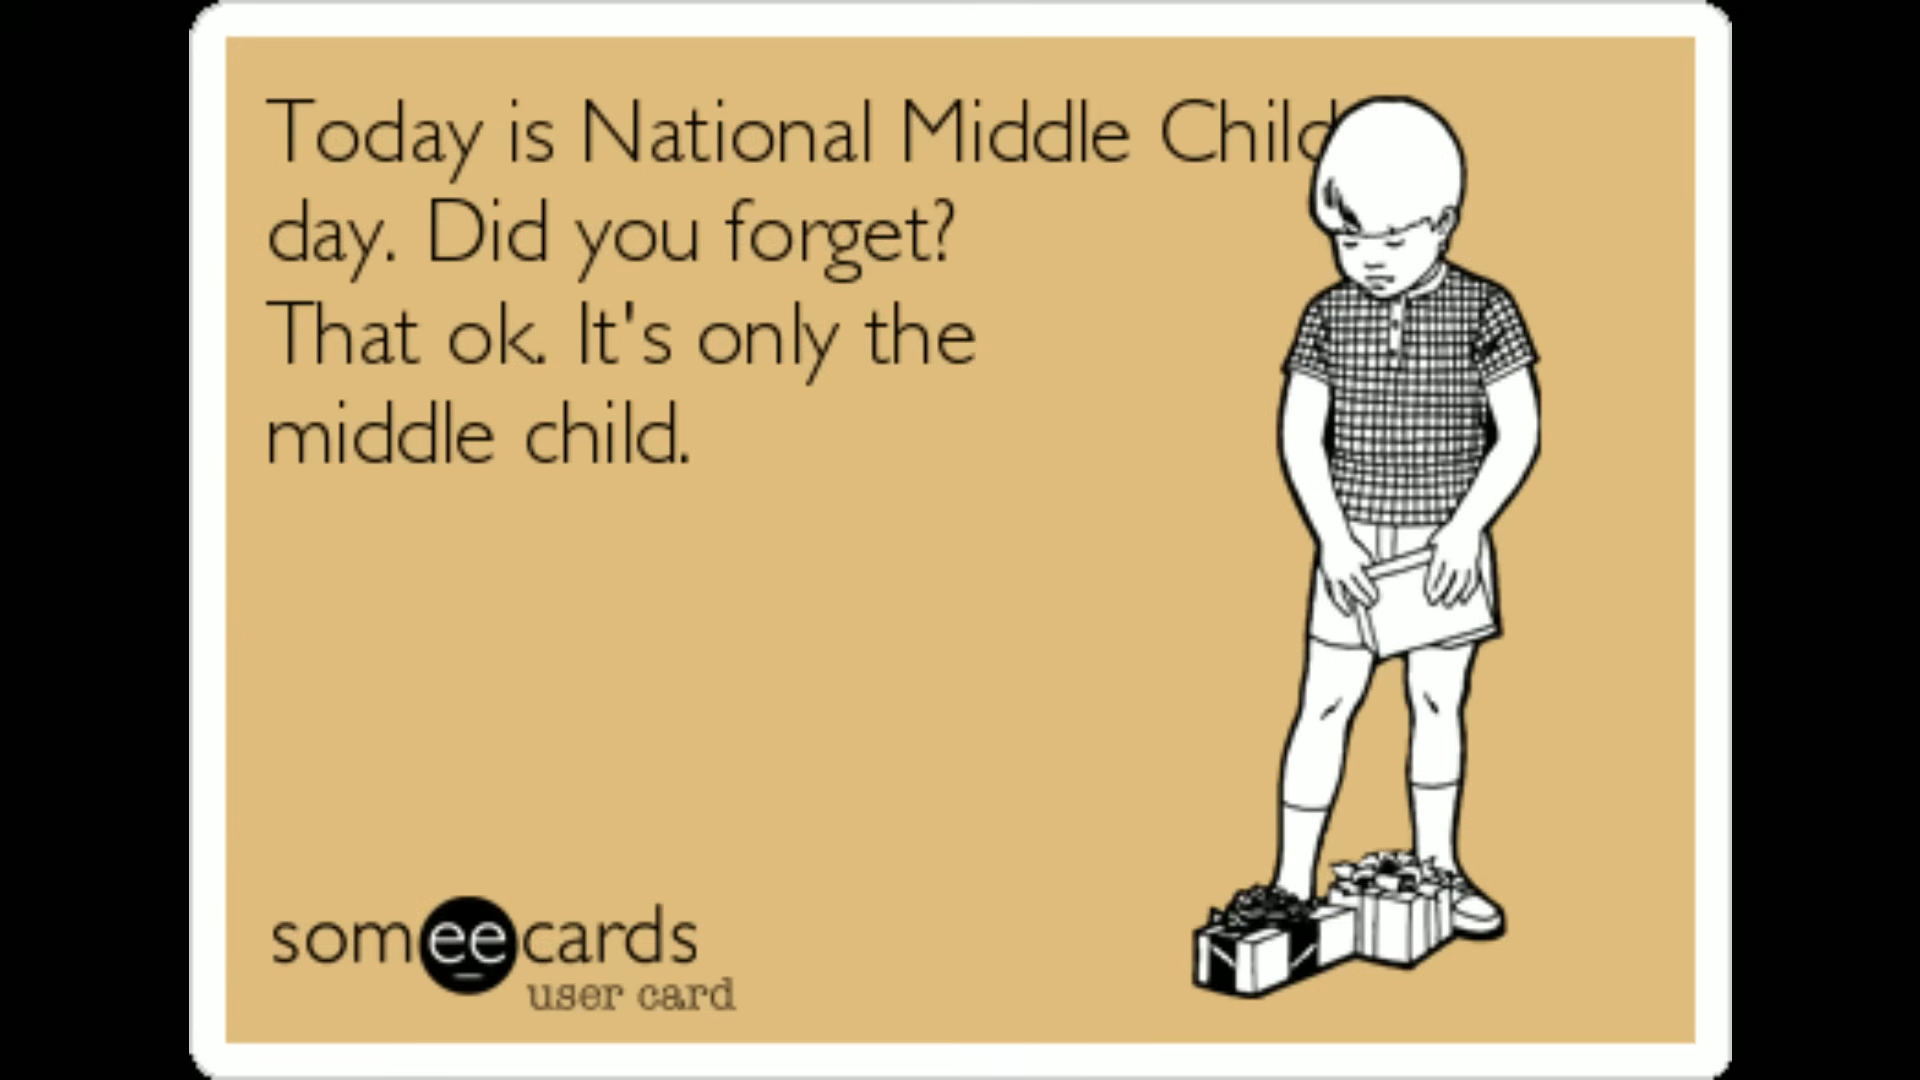 Today is National Middle Child
day. Did you forget?
That ok. It's only the
middle child.
someecards
user card